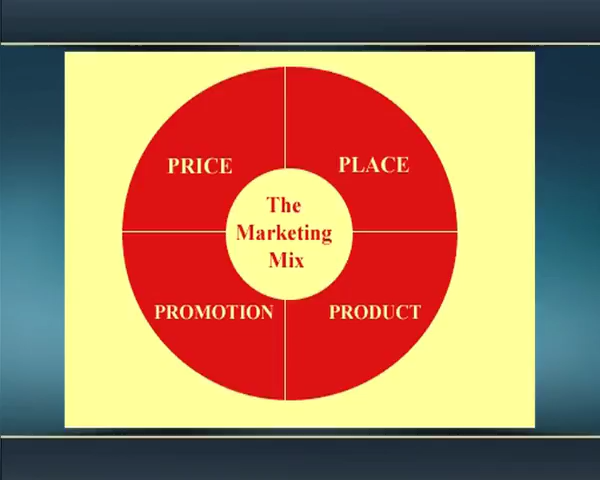 PRICE
PLACE
The
Marketing
Mix
PROMOTION
PRODUCT